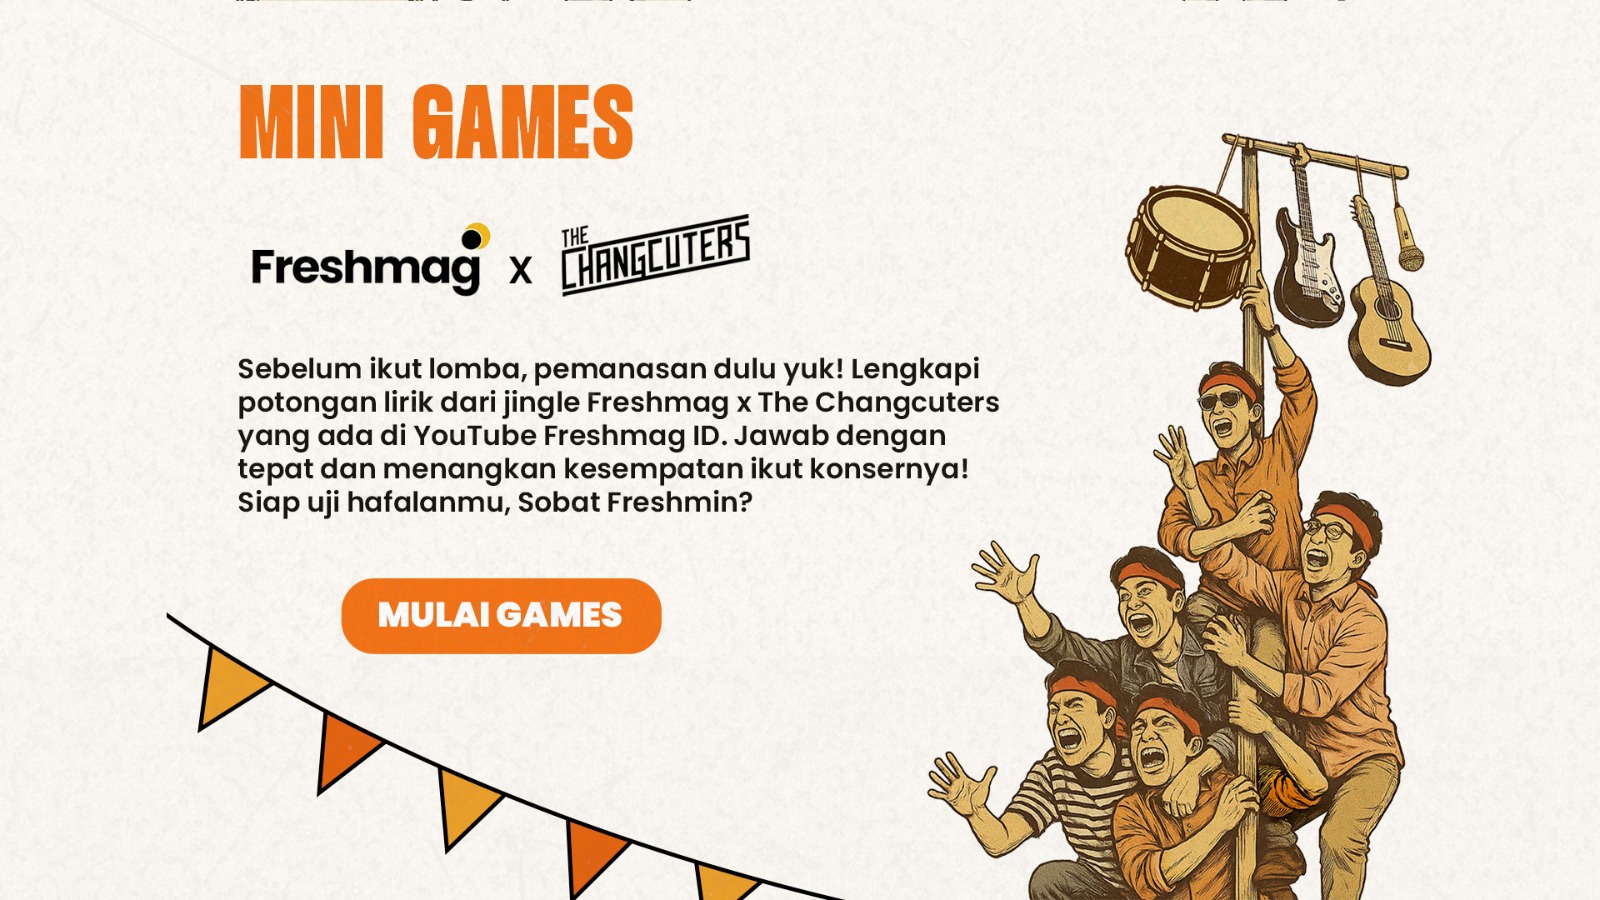 MINI GAMES
Freshmag x THE CHANGCUTERS
Sebelum ikut lomba, pemanasan dulu yuk! Lengkapi
potongan lirik dari jingle Freshmag x The Changcuters
yang ada di YouTube Freshmag ID. Jawab dengan
tepat dan menangkan kesempatan ikut konsernya!
Siap uji hafalanmu, Sobat Freshmin?
MULAI GAMES